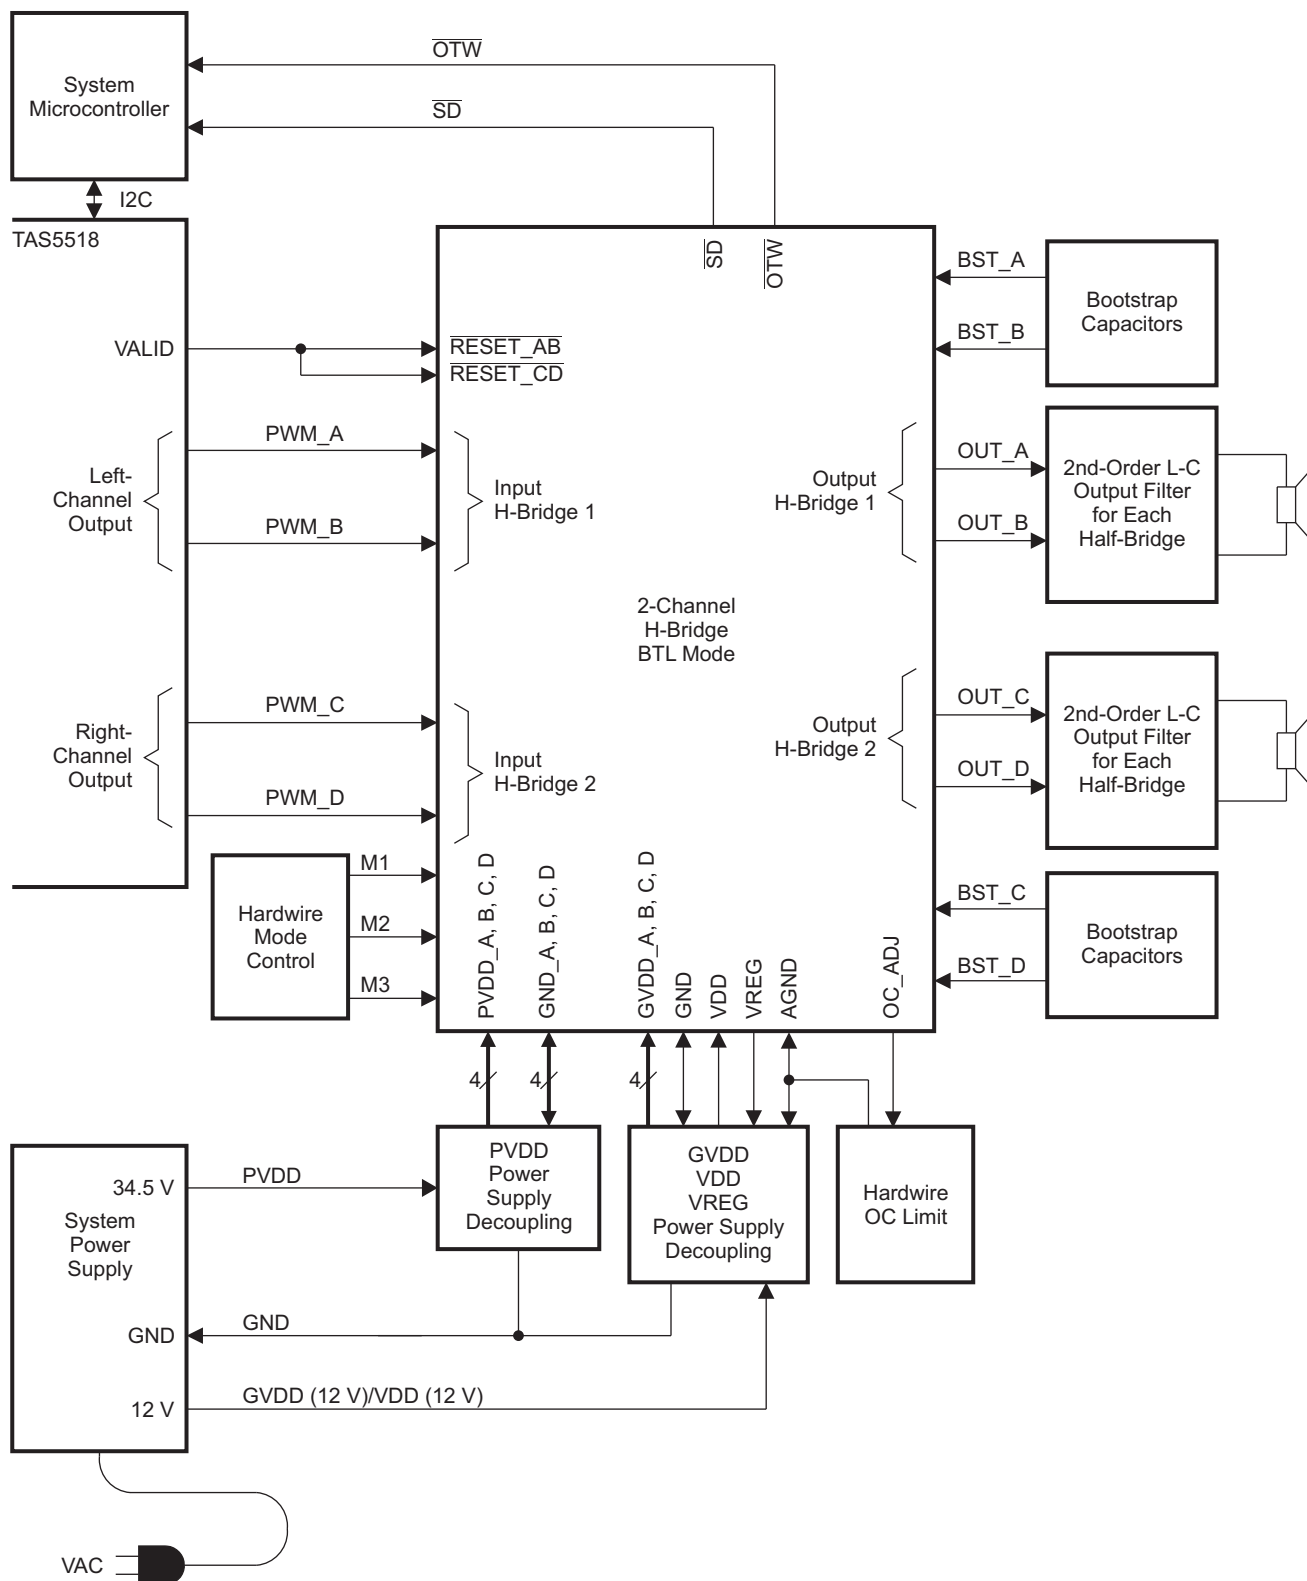 OTW
System
Microcontroller
SD
I2C
TAS5518
SD
OTW
BST_A
Bootstrap
Capacitors
BST_B
VALID
RESET_AB
RESET_CD
PWM_A
Left-
Channel
Output
PWM_B
Input
H-Bridge 1
Output
H-Bridge 1
OUT_A
OUT_B
2nd-Order L-C
Output Filter
for Each
Half-Bridge
2-Channel
H-Bridge
BTL Mode
PWM_C
Right-
Channel
Output
PWM_D
Input
H-Bridge 2
Output
H-Bridge 2
OUT_C
OUT_D
2nd-Order L-C
Output Filter
for Each
Half-Bridge
Hardwire
Mode
Control
M1
M2
M3
PVDD_A, B, C, D
GND_A, B, C, D
GVDD_A, B, C, D
GND
VDD
VREG
AGND
OC_ADJ
BST_C
Bootstrap
Capacitors
BST_D
4
4
4
34.5 V
System
Power
Supply
GND
12 V
PVDD
PVDD
Power
Supply
Decoupling
GVDD
VDD
VREG
Power Supply
Decoupling
Hardwire
OC Limit
GND
GVDD (12 V)/VDD (12 V)
VAC